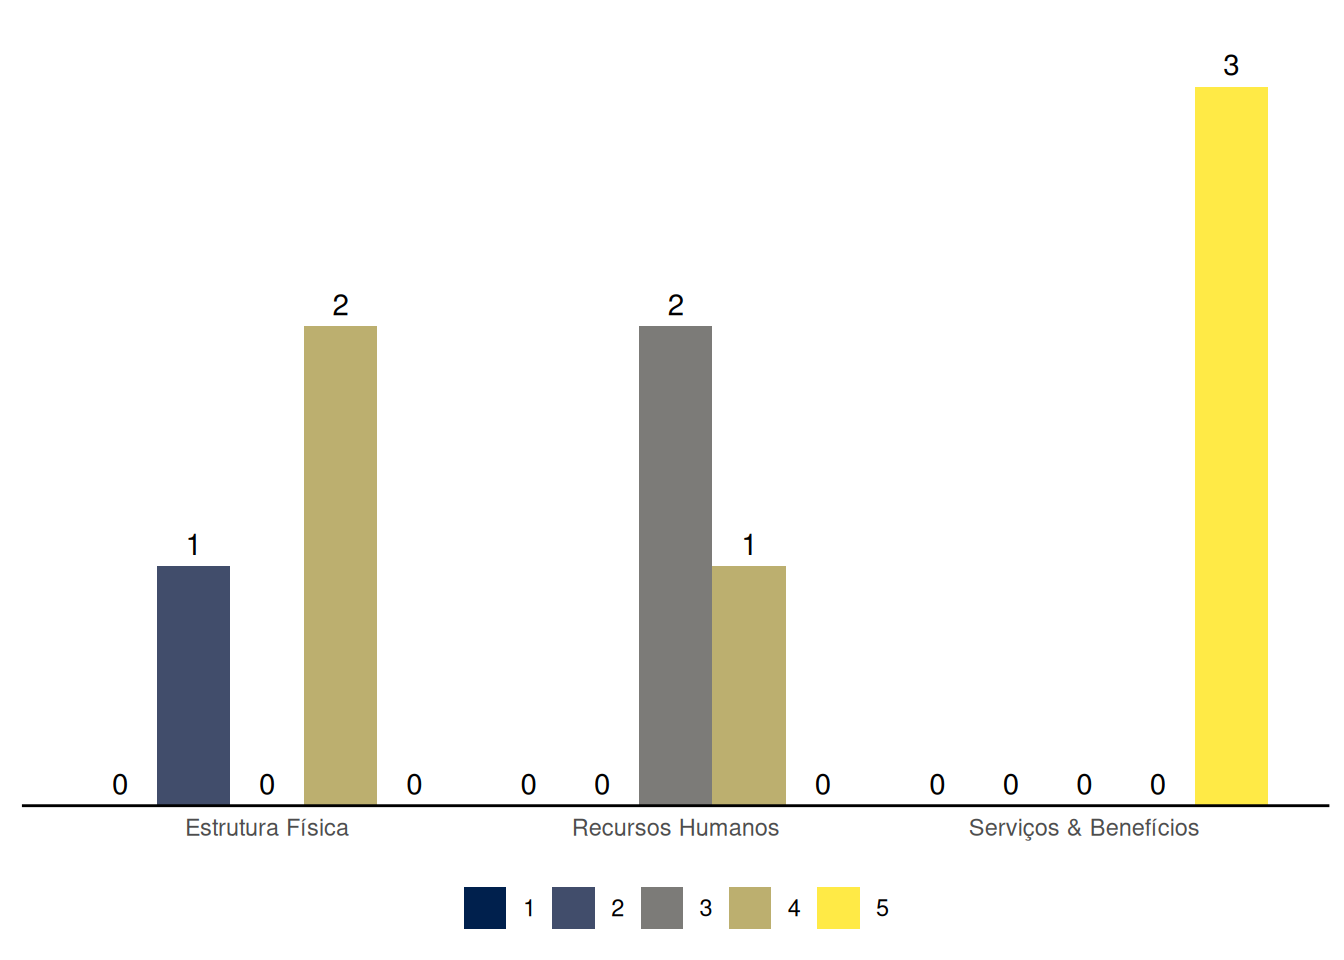 3
2 2
1 1
0 0 0 0 0 0 0 0 0 0
Estrutura Física Recursos Humanos Serviços & Benefícios
1 2 3 4 5